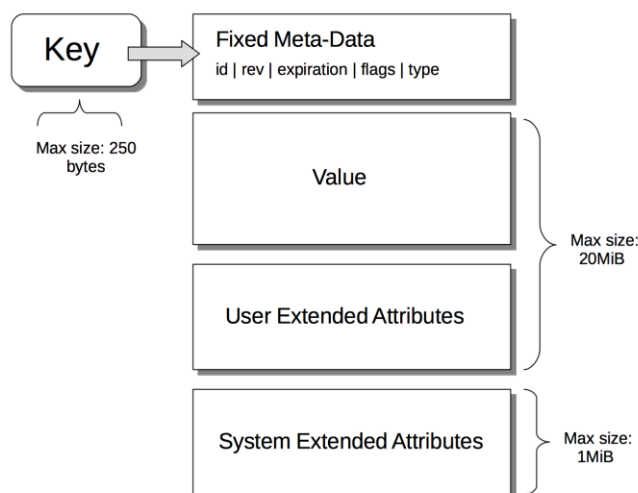 Key
Max size: 250
bytes
Fixed Meta-Data
id | rev | expiration | flags | type
Value
User Extended Attributes
Max size:
20MiB
System Extended Attributes
Max size:
1MiB